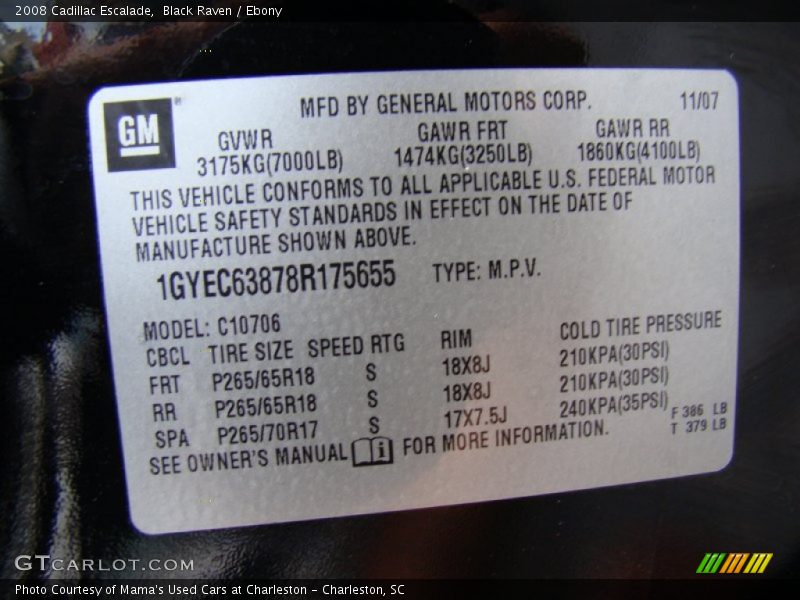 2008 Cadillac Escalade,  Black Raven / Ebony
GM
MFD BY GENERAL MOTORS CORP. 11/07
GVWR GAWR FRT GAWR RR
3175KG(7000LB) 1474KG(3250LB) 1860KG(4100LB)
THIS VEHICLE CONFORMS TO ALL APPLICABLE U.S. FEDERAL MOTOR
VEHICLE SAFETY STANDARDS IN EFFECT ON THE DATE OF
MANUFACTURE SHOWN ABOVE.
1GYEC63878R175655 TYPE: M.P.V.
MODEL: C10706
CBCL TIRE SIZE SPEED RTG RIM COLD TIRE PRESSURE
FRT P265/65R18 S 18X8J 210KPA(30PSI)
RR P265/65R18 S 18X8J 210KPA(30PSI)
SPA P265/70R17 S 17X7.5J 240KPA(35PSI)
F 386 LB
T 379 LB
SEE OWNER'S MANUAL i FOR MORE INFORMATION.
GTCARLOT.COM
Photo Courtesy of Mama's Used Cars at Charleston - Charleston, SC